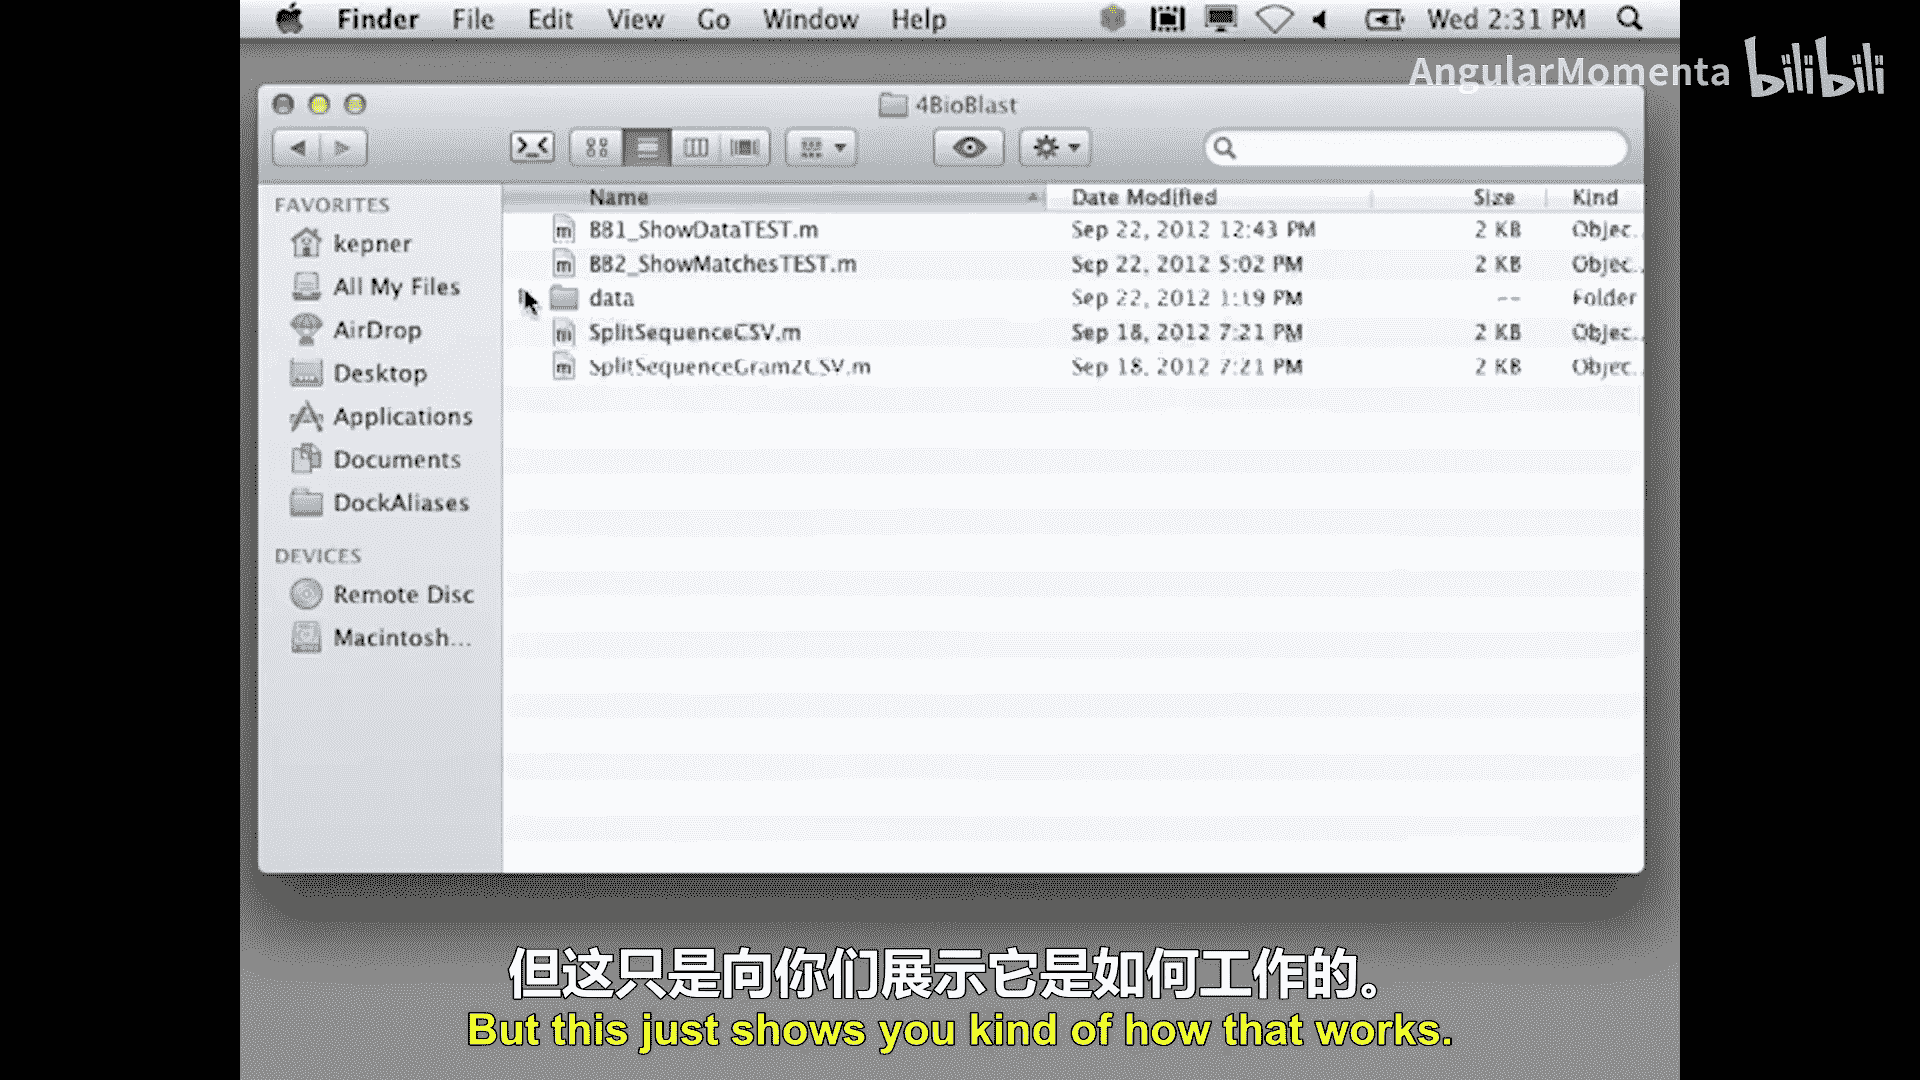 Finder File Edit View Go Window Help Wed 2:31 PM
AngularMomenta bilibili
4BioBlast
FAVORITES
kepner
All My Files
AirDrop
Desktop
Applications
Documents
DockAliases
DEVICES
Remote Disc
Macintosh...
Name Date Modified Size Kind
BB1_ShowDataTEST.m Sep 22, 2012 12:43 PM 2 KB Objec...
BB2_ShowMatchesTEST.m Sep 22, 2012 5:02 PM 2 KB Objec...
data Sep 22, 2012 1:19 PM -- Folder
SplitSequenceCSV.m Sep 18, 2012 7:21 PM 2 KB Objec...
SplitSequenceGram2CSV.m Sep 18, 2012 7:21 PM 2 KB Objec...
但这只是向你们展示它是如何工作的。
But this just shows you kind of how that works.